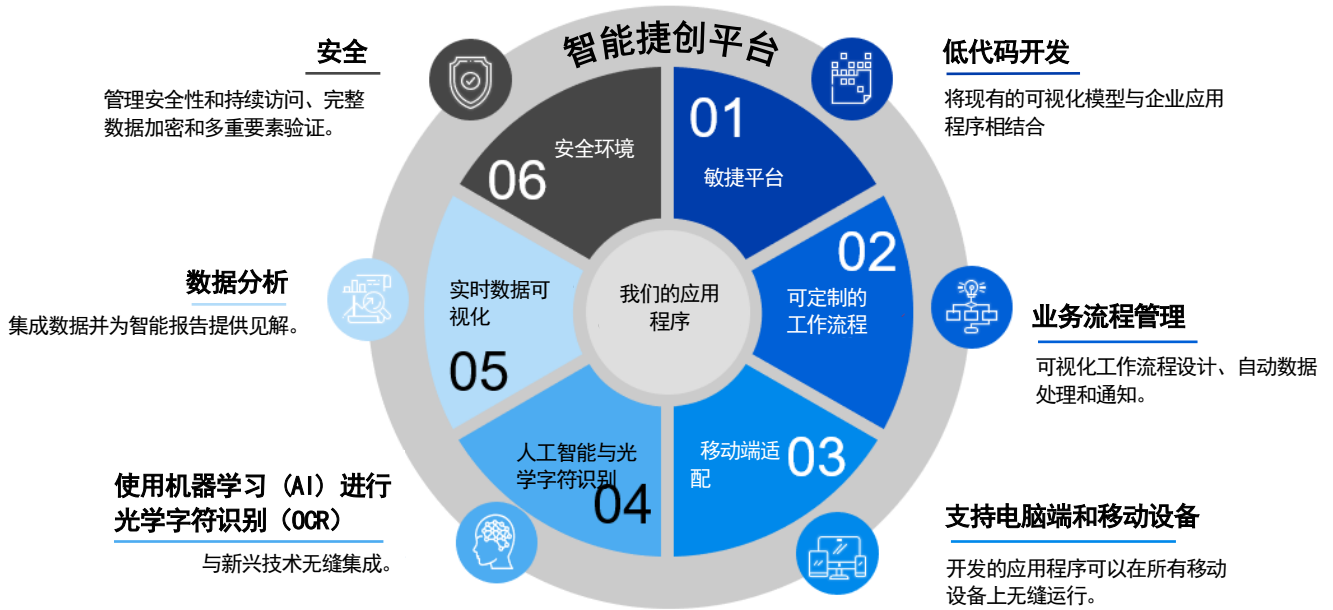 智能捷创平台
低代码开发
将现有的可视化模型与企业应用
程序相结合
01
敏捷平台
业务流程管理
可视化工作流程设计、自动数据
处理和通知。
02
可定制的
工作流程
支持电脑端和移动设备
开发的应用程序可以在所有移动
设备上无缝运行。
移动端适
配
03
使用机器学习（AI）进行
光学字符识别（OCR）
与新兴技术无缝集成。
人工智能与光
学字符识别
04
数据分析
集成数据并为智能报告提供见解。
实时数据可
视化
05
安全
管理安全性和持续访问、完整
数据加密和多重要素验证。
安全环境
06
我们的应用
程序